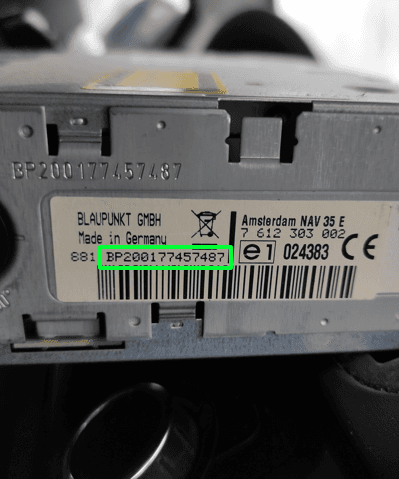 BP200177457487
BLAUPUNKT GMBH
Made in Germany
881 BP200177457487
Amsterdam NAV 35 E
7 612 303 002
e1 024383 CE